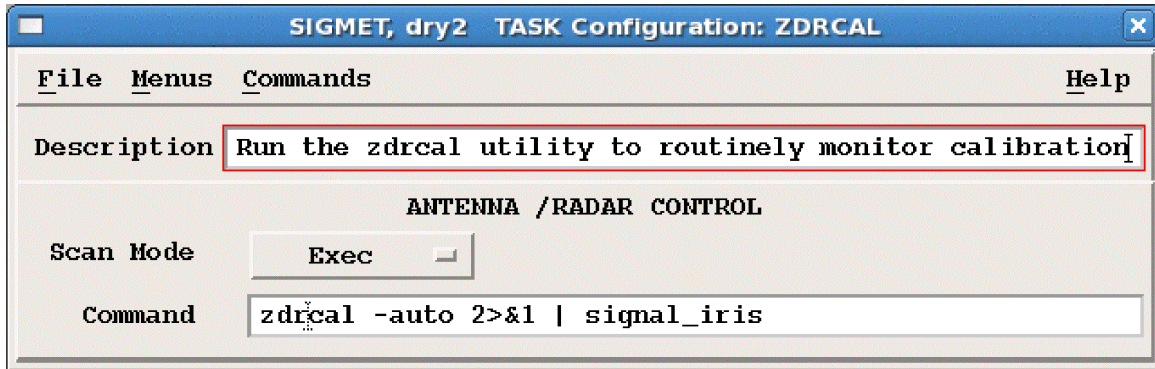 SIGMET, dry2 TASK Configuration: ZDRCAL
File Menus Commands Help
Description Run the zdrcal utility to routinely monitor calibration
ANTENNA /RADAR CONTROL
Scan Mode Exec
Command zdrcal -auto 2>&1 | signal_iris